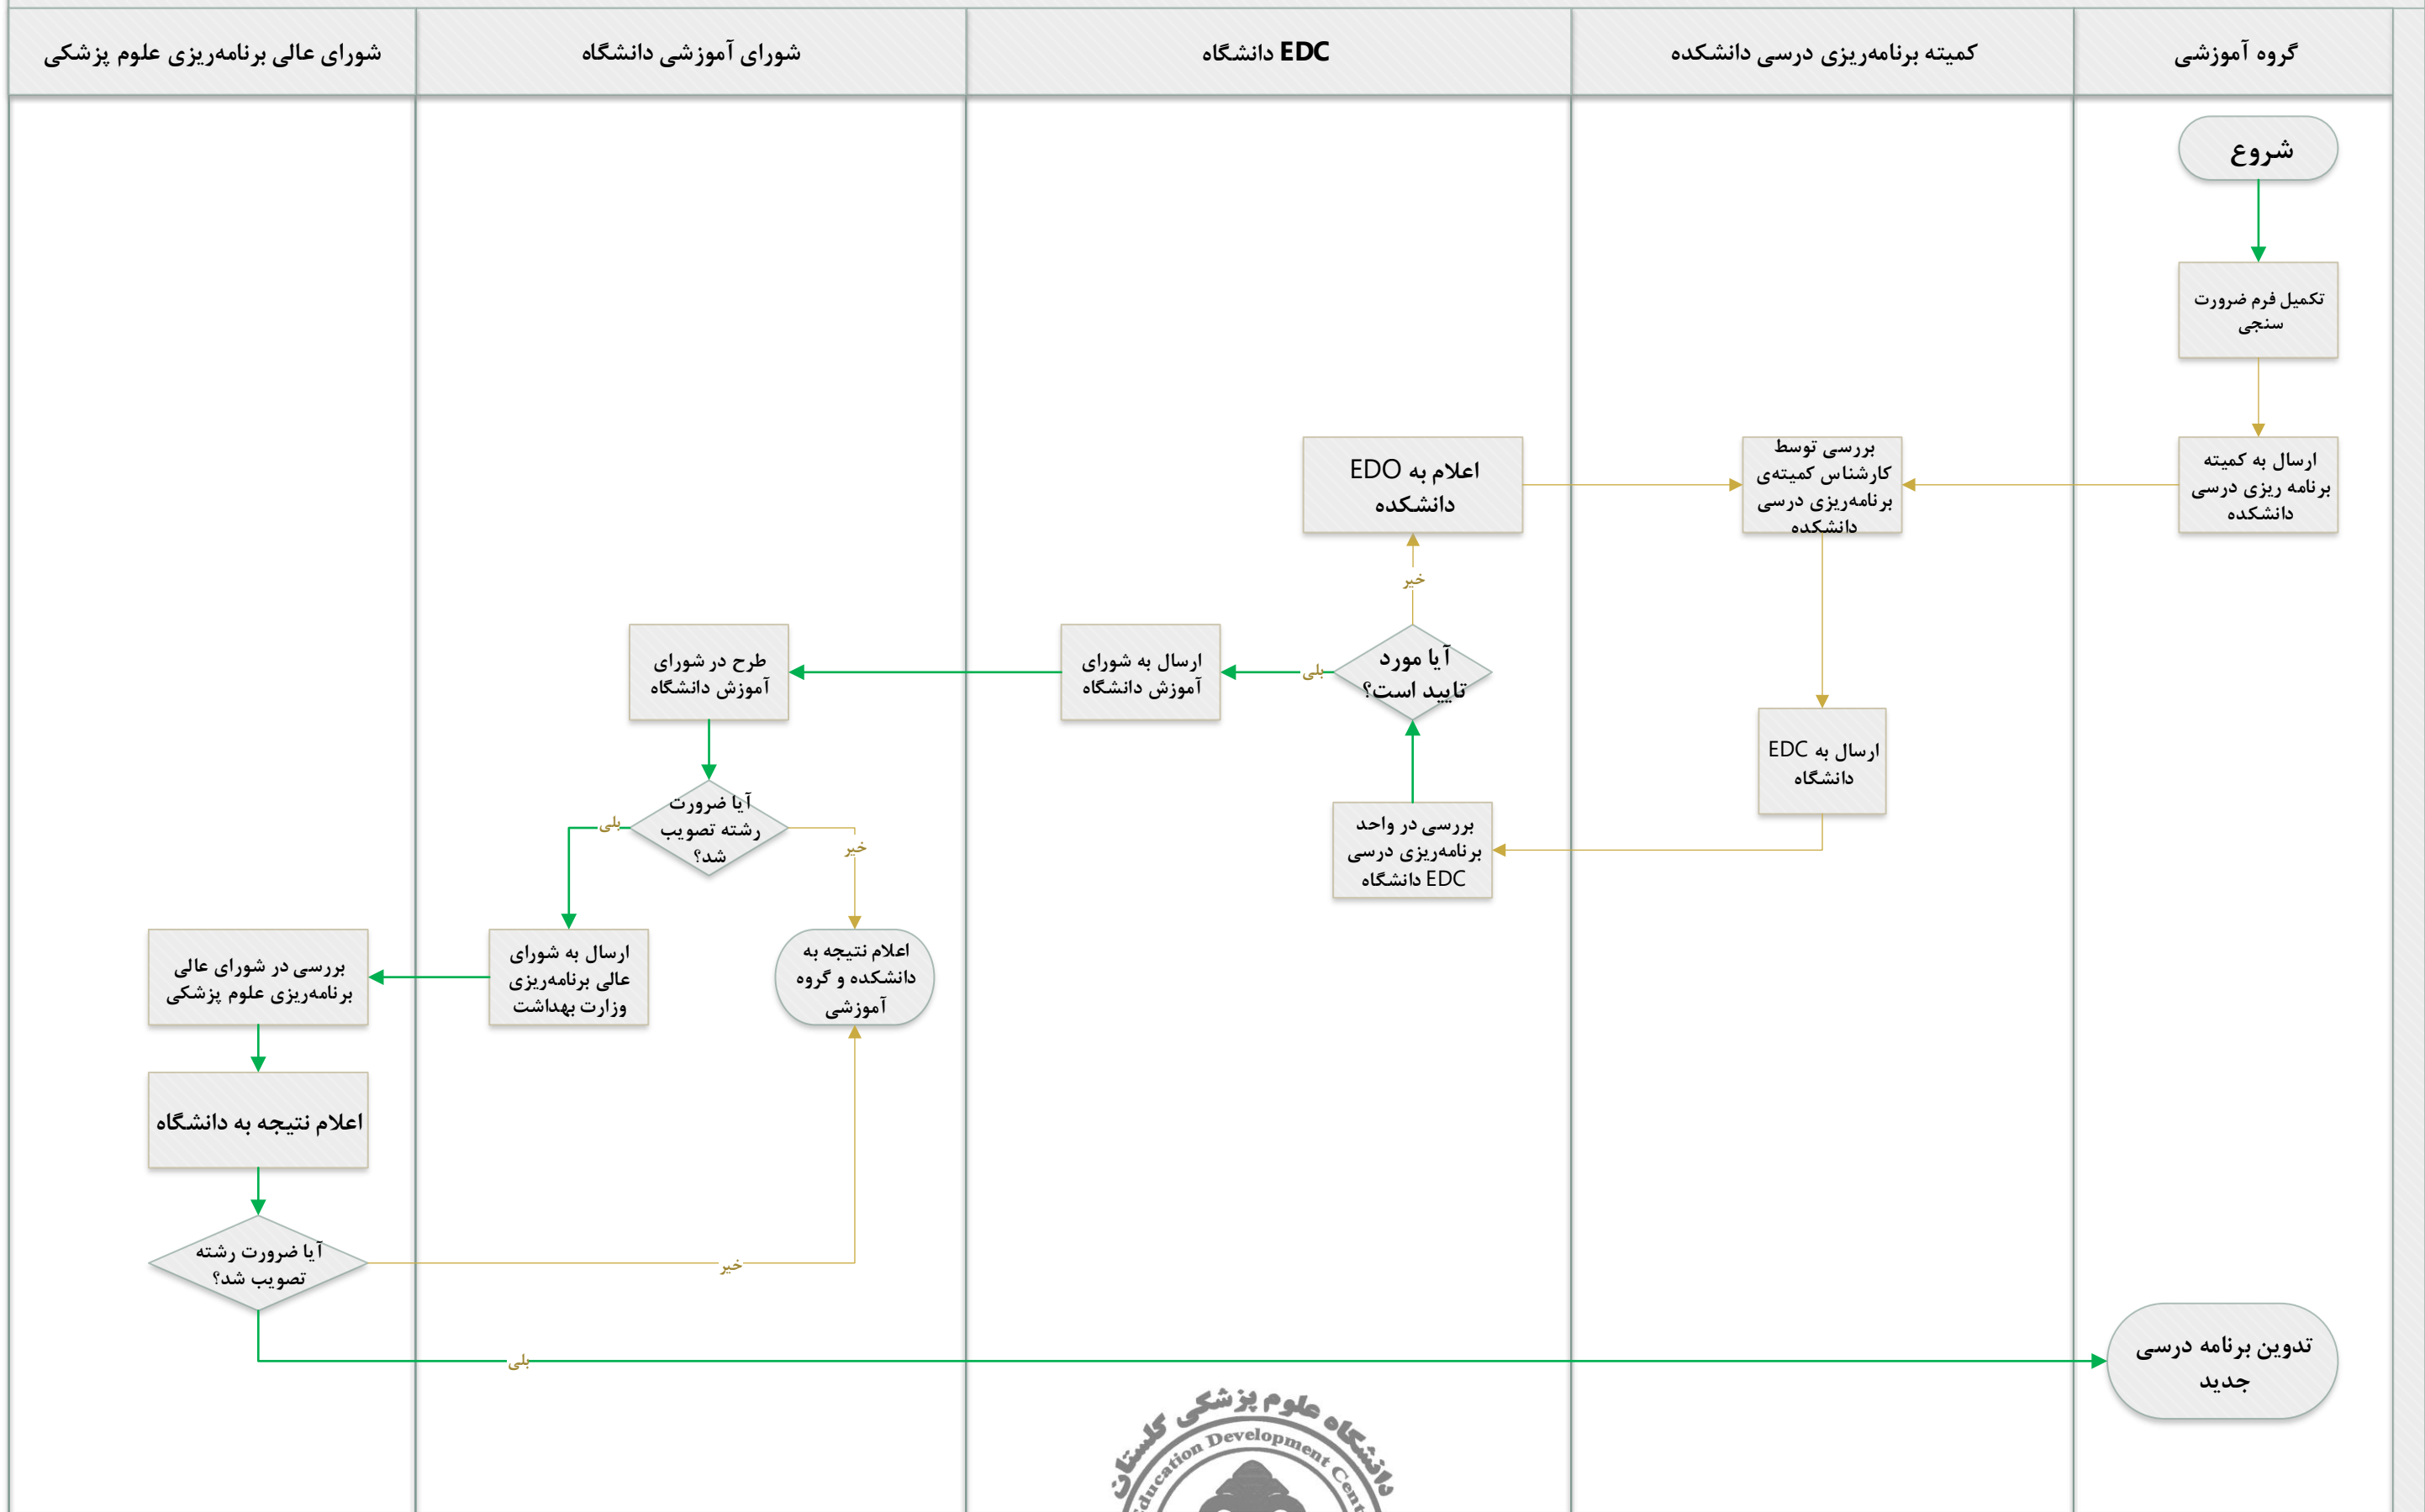 گروه آموزشی
کمیته برنامه‌ریزی درسی دانشکده
EDC دانشگاه
شورای آموزشی دانشگاه
شورای عالی برنامه‌ریزی علوم پزشکی
شروع
تکمیل فرم ضرورت
سنجی
ارسال به کمیته
برنامه ریزی درسی
دانشکده
بررسی توسط
کارشناس کمیته‌ی
برنامه‌ریزی درسی
دانشکده
اعلام به EDO
دانشکده
خیر
آیا مورد
تایید است؟
بلی
ارسال به شورای
آموزش دانشگاه
طرح در شورای
آموزش دانشگاه
ارسال به EDC
دانشگاه
بررسی در واحد
برنامه‌ریزی درسی
EDC دانشگاه
آیا ضرورت
رشته تصویب
شد؟
بلی
خیر
اعلام نتیجه به
دانشکده و گروه
آموزشی
ارسال به شورای
عالی برنامه‌ریزی
وزارت بهداشت
بررسی در شورای عالی
برنامه‌ریزی علوم پزشکی
اعلام نتیجه به دانشگاه
آیا ضرورت رشته
تصویب شد؟
خیر
بلی
تدوین برنامه درسی
جدید
دانشگاه علوم پزشکی گلستان
Education Development Cent